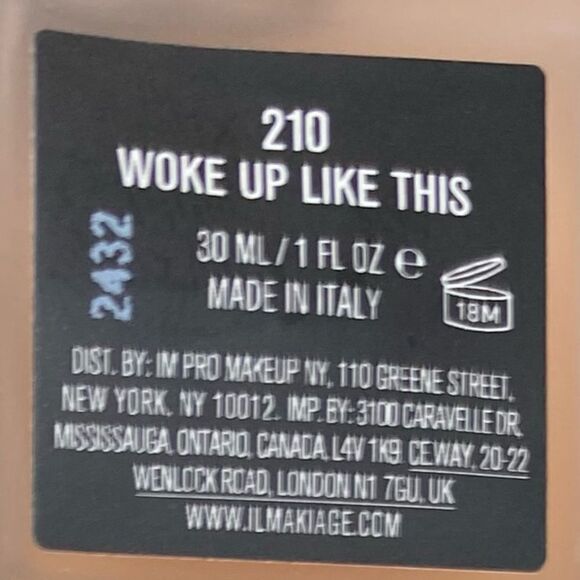 210
WOKE UP LIKE THIS
2432
30 ML / 1 FL OZ ℮
MADE IN ITALY
18M
DIST. BY: IM PRO MAKEUP NY, 110 GREENE STREET,
NEW YORK, NY 10012. IMP. BY: 3100 CARAVELLE DR,
MISSISSAUGA, ONTARIO, CANADA, L4V 1K9 CEWAY, 20-22
WENLOCK ROAD, LONDON N1 7GU, UK
WWW.ILMAKIAGE.COM